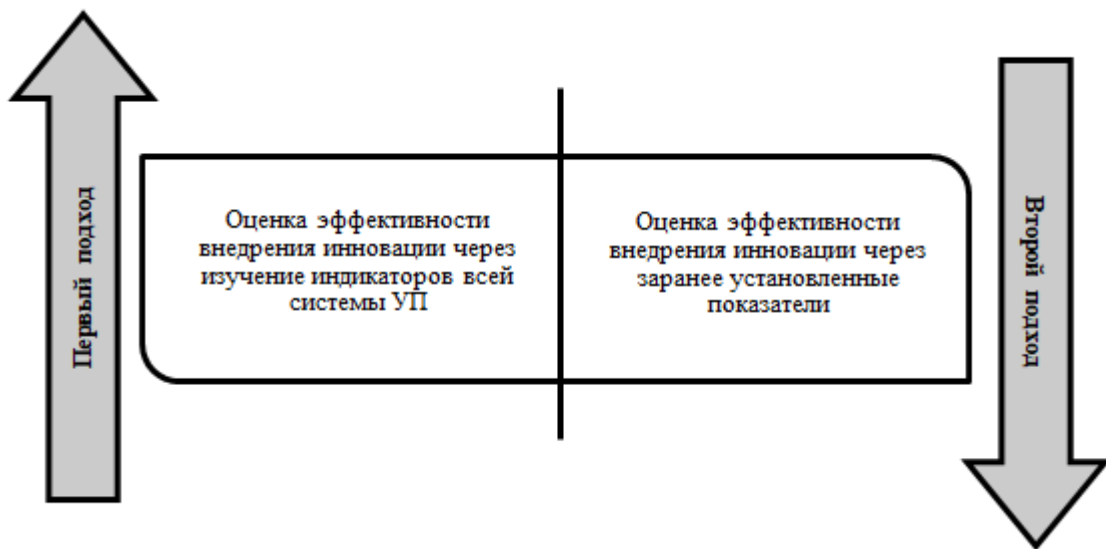 Первый подход
Оценка эффективности
внедрения инновации через
изучение индикаторов всей
системы УП
Оценка эффективности
внедрения инновации через
заранее установленные
показатели
Второй подход